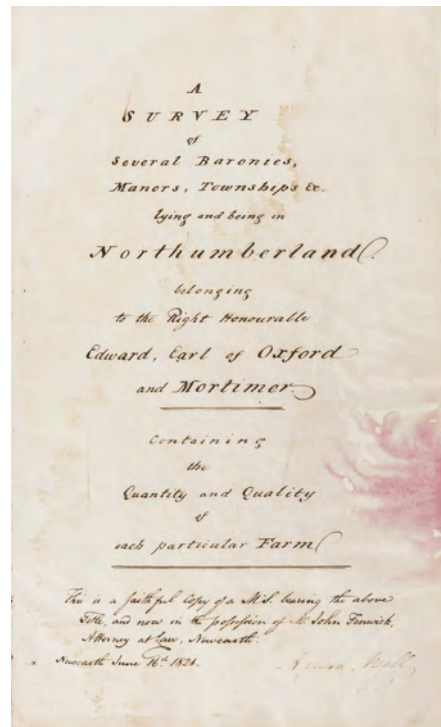 A
SURVEY
of
Several Baronies,
Manors, Townships &c.
lying and being in
Northumberland
belonging
to the Right Honourable
Edward, Earl of Oxford
and Mortimer
Containing
the
Quantity and Quality
of
each particular Farm
This is a faithful Copy of a M.S. bearing the above
Title, and now in the possession of Mr John Fenwick,
Attorney at Law, Newcastle.
Newcastle June 16th